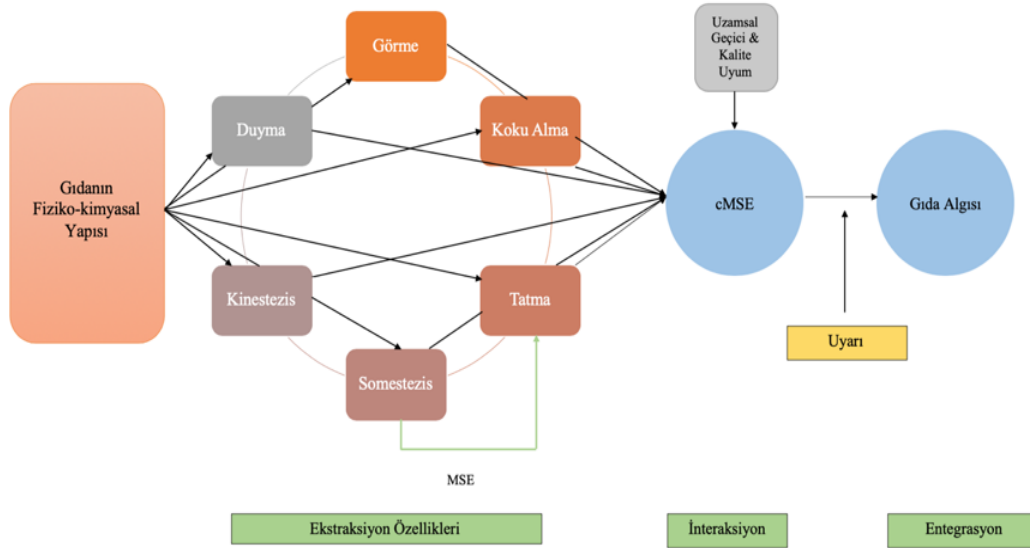 Görme
Uzamsal
Geçici &
Kalite
Uyum
Duyma
Koku Alma
Gıdanın
Fiziko-kimyasal
Yapısı
cMSE
Gıda Algısı
Kinestezis
Tatma
Uyarı
Somestezis
MSE
Ekstraksiyon Özellikleri
İnteraksiyon
Entegrasyon